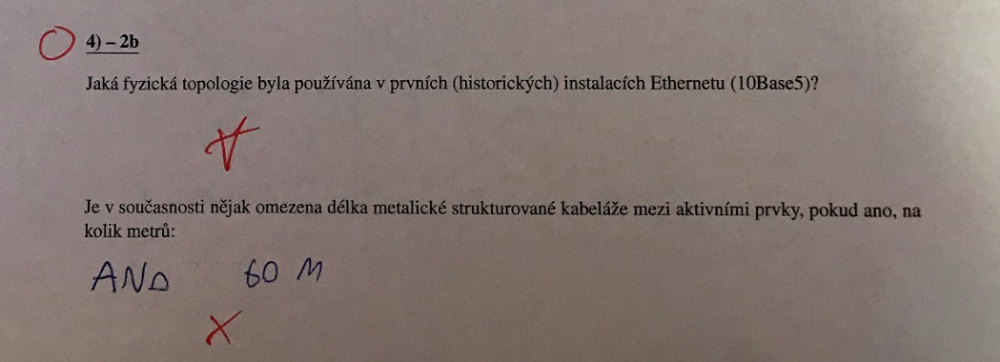 4) – 2b
Jaká fyzická topologie byla používána v prvních (historických) instalacích Ethernetu (10Base5)?
Je v současnosti nějak omezena délka metalické strukturované kabeláže mezi aktivními prvky, pokud ano, na
kolik metrů:
ANO 60 M